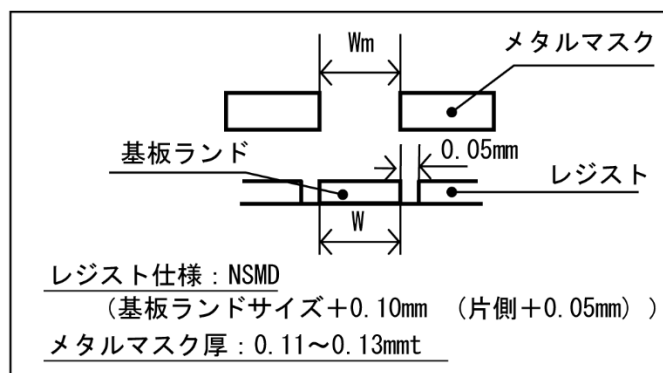 Wm
メタルマスク
基板ランド
0.05mm
レジスト
W
レジスト仕様:NSMD
(基板ランドサイズ+0.10mm (片側+0.05mm))
メタルマスク厚:0.11~0.13mmt